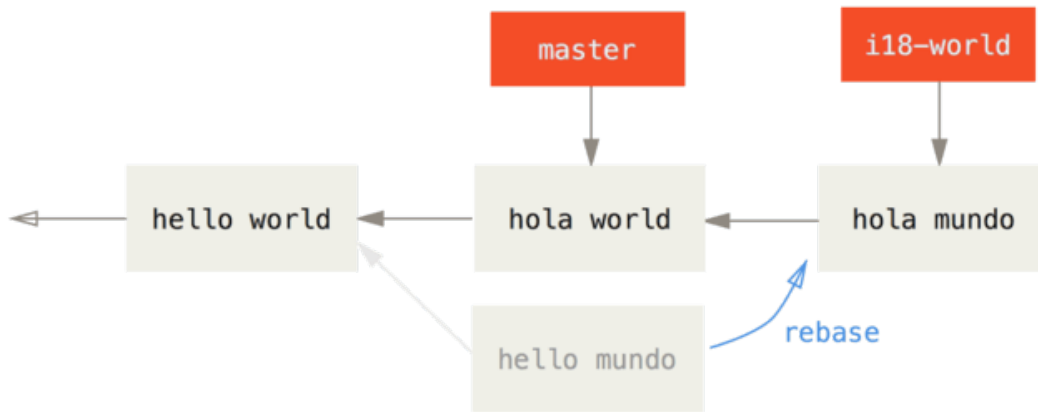 master
i18-world
hello world
hola world
hola mundo
hello mundo
rebase